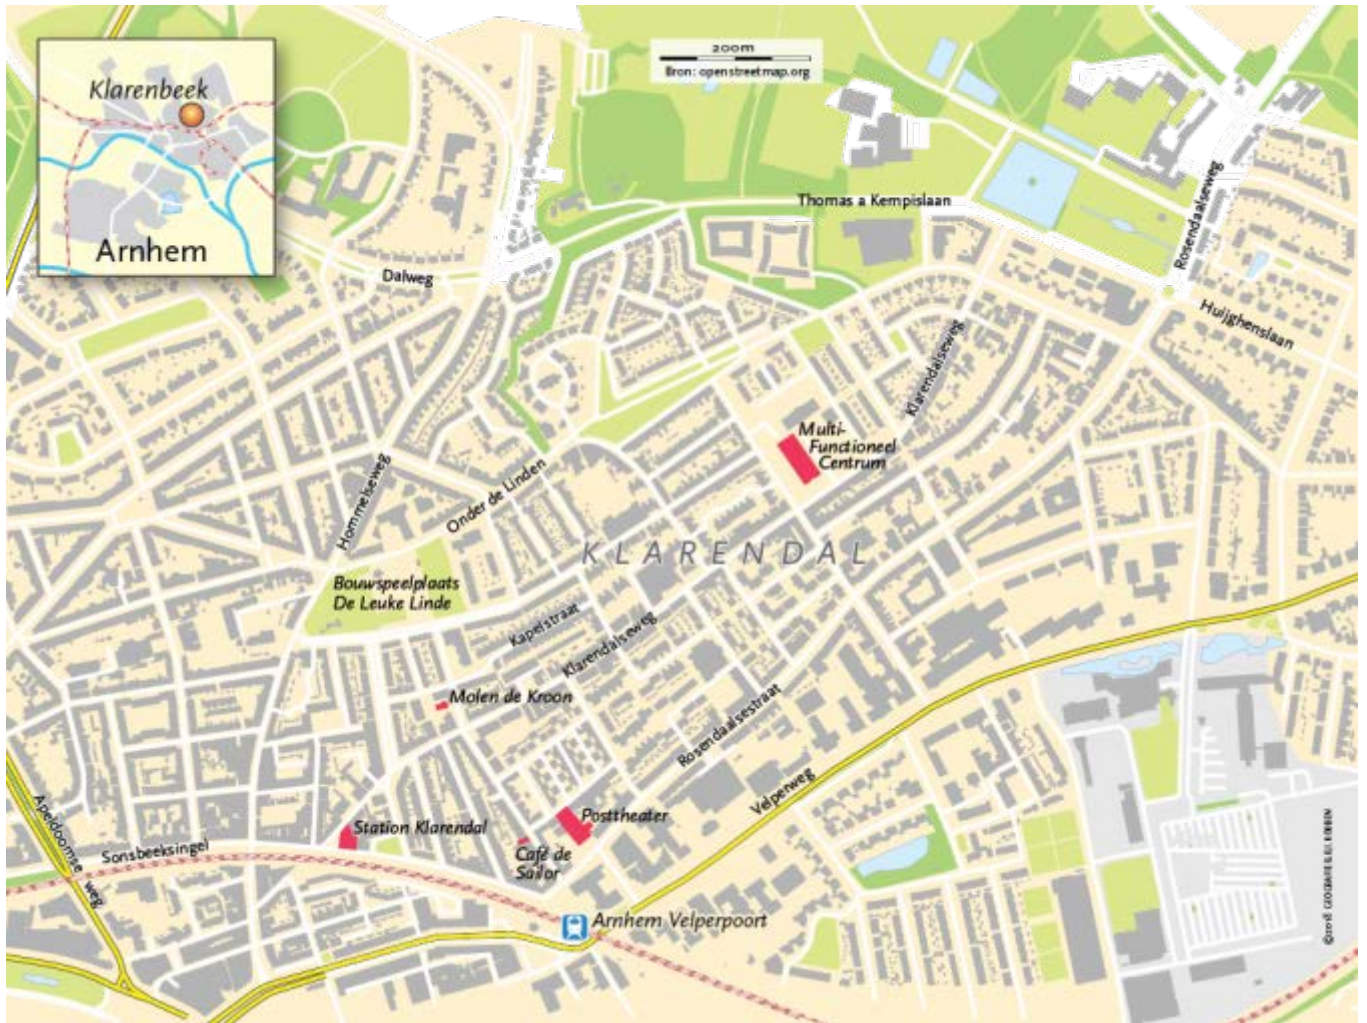 Klarenbeek
Arnhem
200m
Bron: openstreetmap.org
Thomas a Kempislaan
Rosendaalseweg
Dalweg
Huijghenslaan
Klarendalseweg
Multi-
Functioneel
Centrum
Hommelseweg
Onder de Linden
KLARENDAL
Bouwspeelplaats
De Leuke Linde
Kapelstraat
Klarendalseweg
Molen de Kroon
Rosendaalsestraat
Velperweg
Posttheater
Station Klarendal
Café de
Sailor
Sonsbeeksingel
Apeldoornse weg
Arnhem Velperpoort